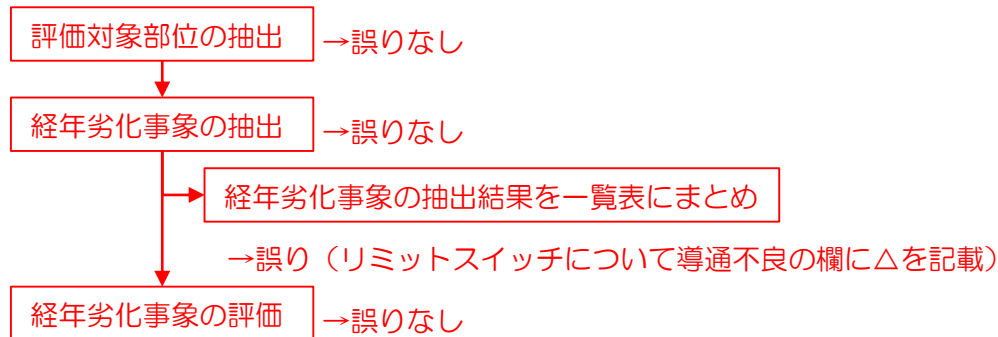 評価対象部位の抽出 →誤りなし
経年劣化事象の抽出 →誤りなし
経年劣化事象の抽出結果を一覧表にまとめ
→誤り（リミットスイッチについて導通不良の欄に△を記載）
経年劣化事象の評価 →誤りなし